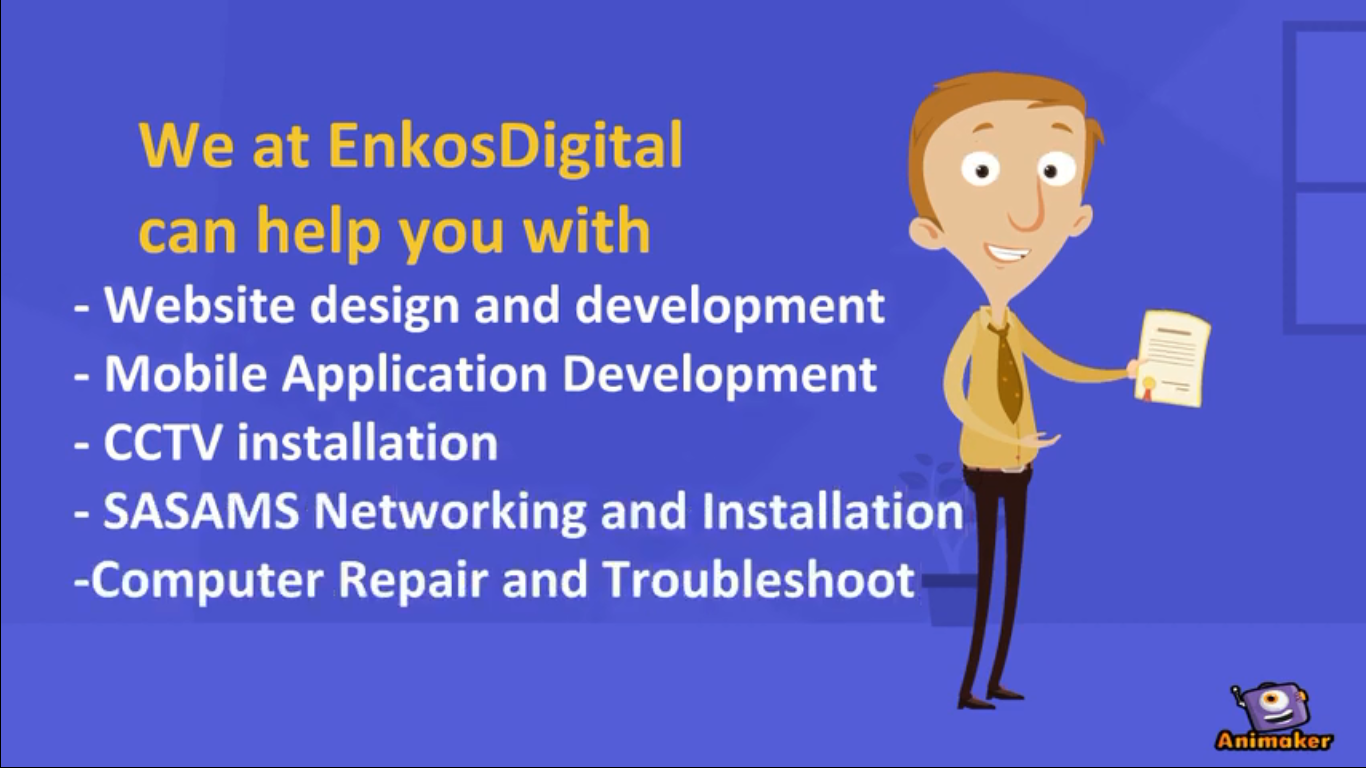 We at EnkosDigital
can help you with
- Website design and development
- Mobile Application Development
- CCTV installation
- SASAMS Networking and Installation
-Computer Repair and Troubleshoot
Animaker